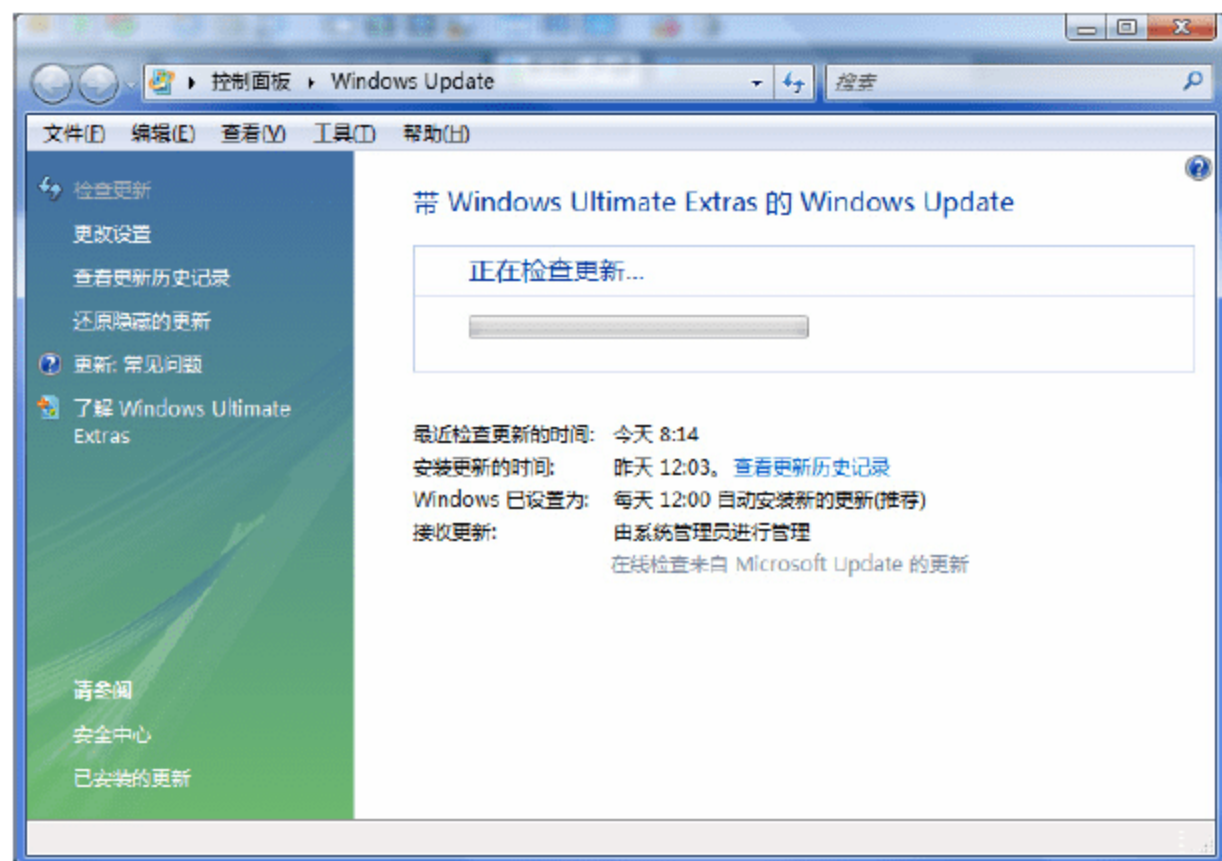 控制面板 Windows Update
搜索
文件(F) 编辑(E) 查看(V) 工具(T) 帮助(H)
检查更新
更改设置
查看更新历史记录
还原隐藏的更新
更新: 常见问题
了解 Windows Ultimate
Extras
请参阅
安全中心
已安装的更新
带 Windows Ultimate Extras 的 Windows Update
正在检查更新...
最近检查更新的时间: 今天 8:14
安装更新的时间: 昨天 12:03。 查看更新历史记录
Windows 已设置为: 每天 12:00 自动安装新的更新(推荐)
接收更新: 由系统管理员进行管理
在线检查来自 Microsoft Update 的更新